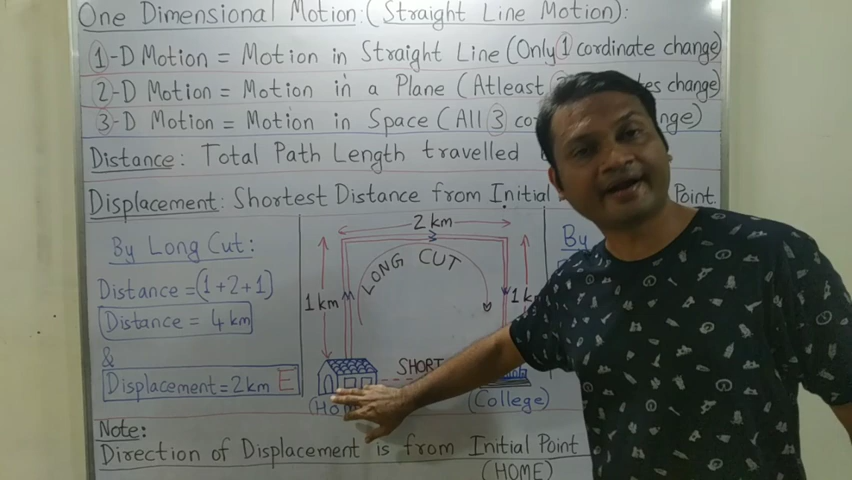 One Dimensional Motion: (Straight Line Motion):
1-D Motion = Motion in Straight Line (Only 1 cordinate change)
2-D Motion = Motion in a Plane (Atleast change)
3-D Motion = Motion in Space (All 3
Distance: Total Path Length travelled
Displacement: Shortest Distance from Initial Point.
By Long Cut:
Distance = (1+2+1)
Distance = 4 km
&
Displacement = 2km E
2 km
LONG CUT
1 km
SHORT
(College)
By
Note:
Direction of Displacement is from Initial Point
(HOME)